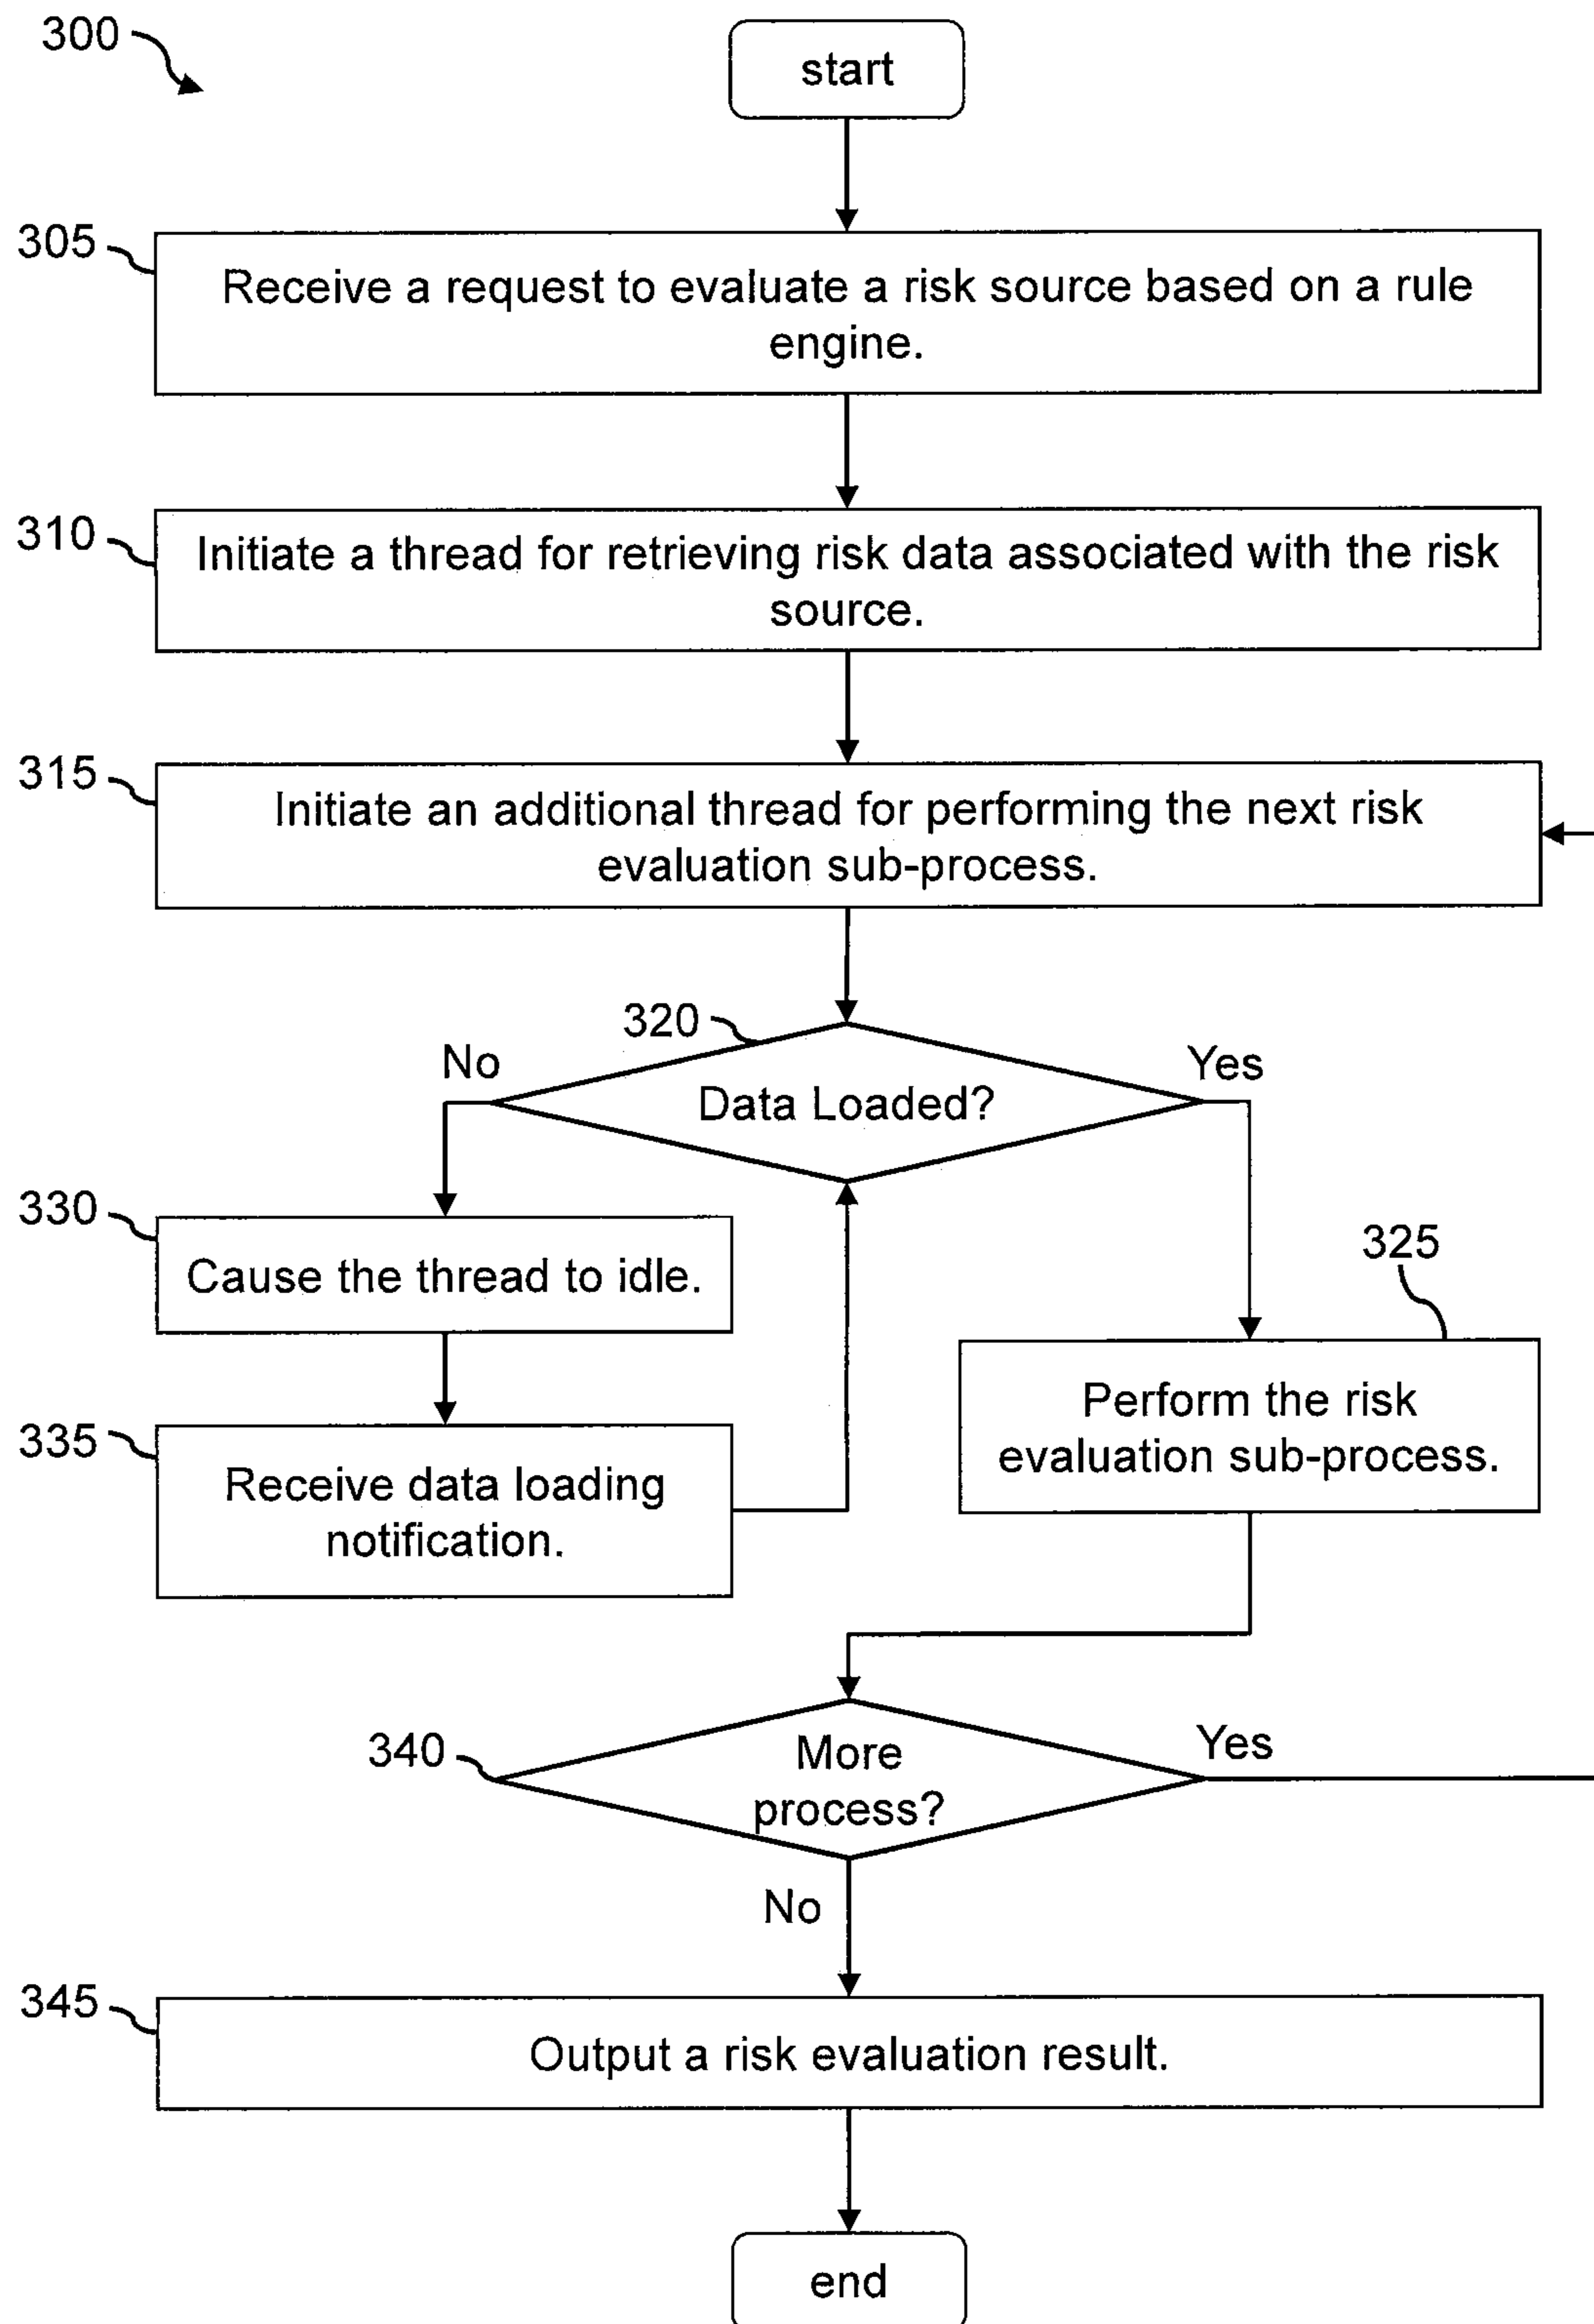 300
start
305
Receive a request to evaluate a risk source based on a rule
engine.
310
Initiate a thread for retrieving risk data associated with the risk
source.
315
Initiate an additional thread for performing the next risk
evaluation sub-process.
320
No
Yes
Data Loaded?
330
Cause the thread to idle.
325
Perform the risk
evaluation sub-process.
335
Receive data loading
notification.
340
More
process?
Yes
No
345
Output a risk evaluation result.
end